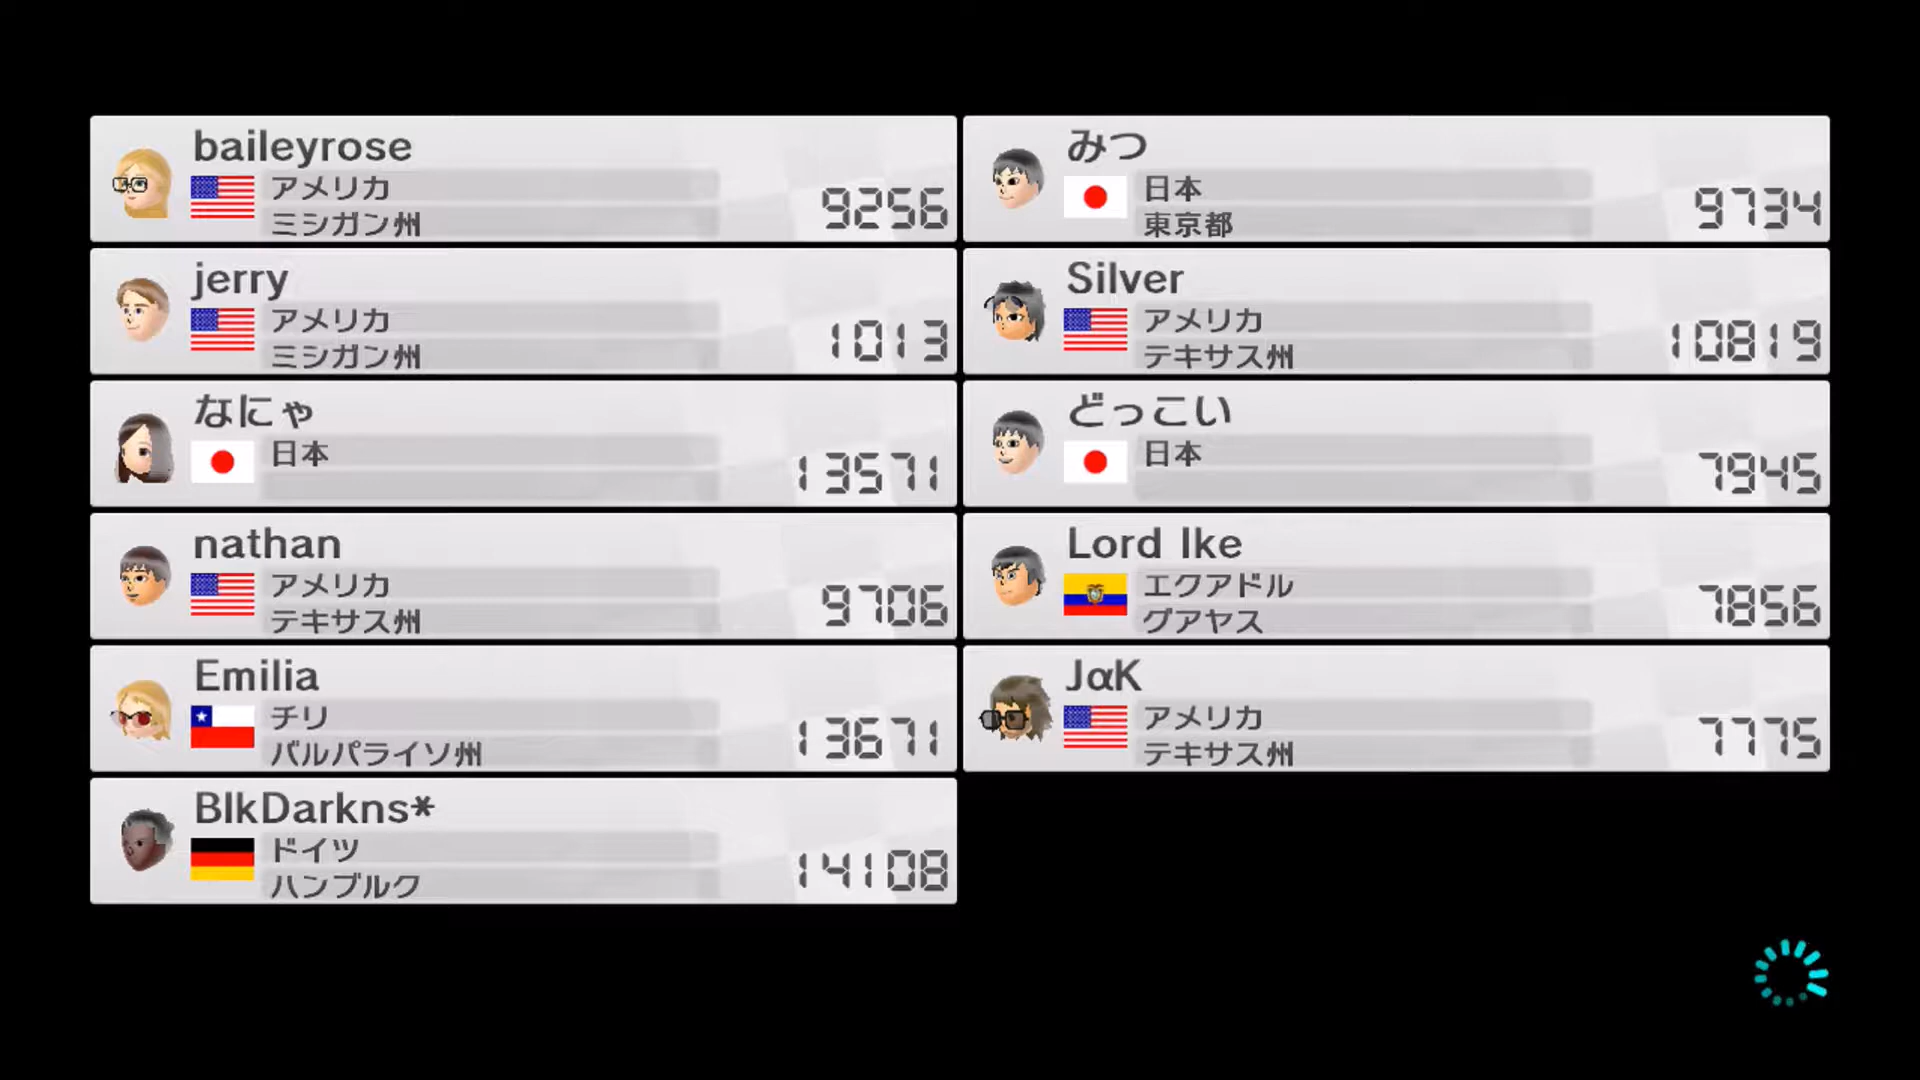 baileyrose
アメリカ
ミシガン州
9256
みつ
日本
東京都
9734
jerry
アメリカ
ミシガン州
1013
Silver
アメリカ
テキサス州
10819
なにゃ
日本
13571
どっこい
日本
7945
nathan
アメリカ
テキサス州
9706
Lord Ike
エクアドル
グアヤス
7856
Emilia
チリ
バルパライソ州
13671
JαK
アメリカ
テキサス州
7775
BlkDarkns*
ドイツ
ハンブルク
14108